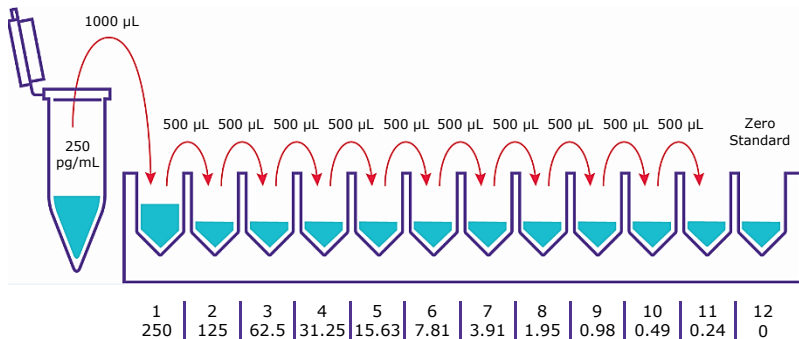 1000 µL
250
pg/mL
500 µL 500 µL 500 µL 500 µL 500 µL 500 µL 500 µL 500 µL 500 µL 500 µL
Zero
Standard
1 2 3 4 5 6 7 8 9 10 11 12
250 125 62.5 31.25 15.63 7.81 3.91 1.95 0.98 0.49 0.24 0